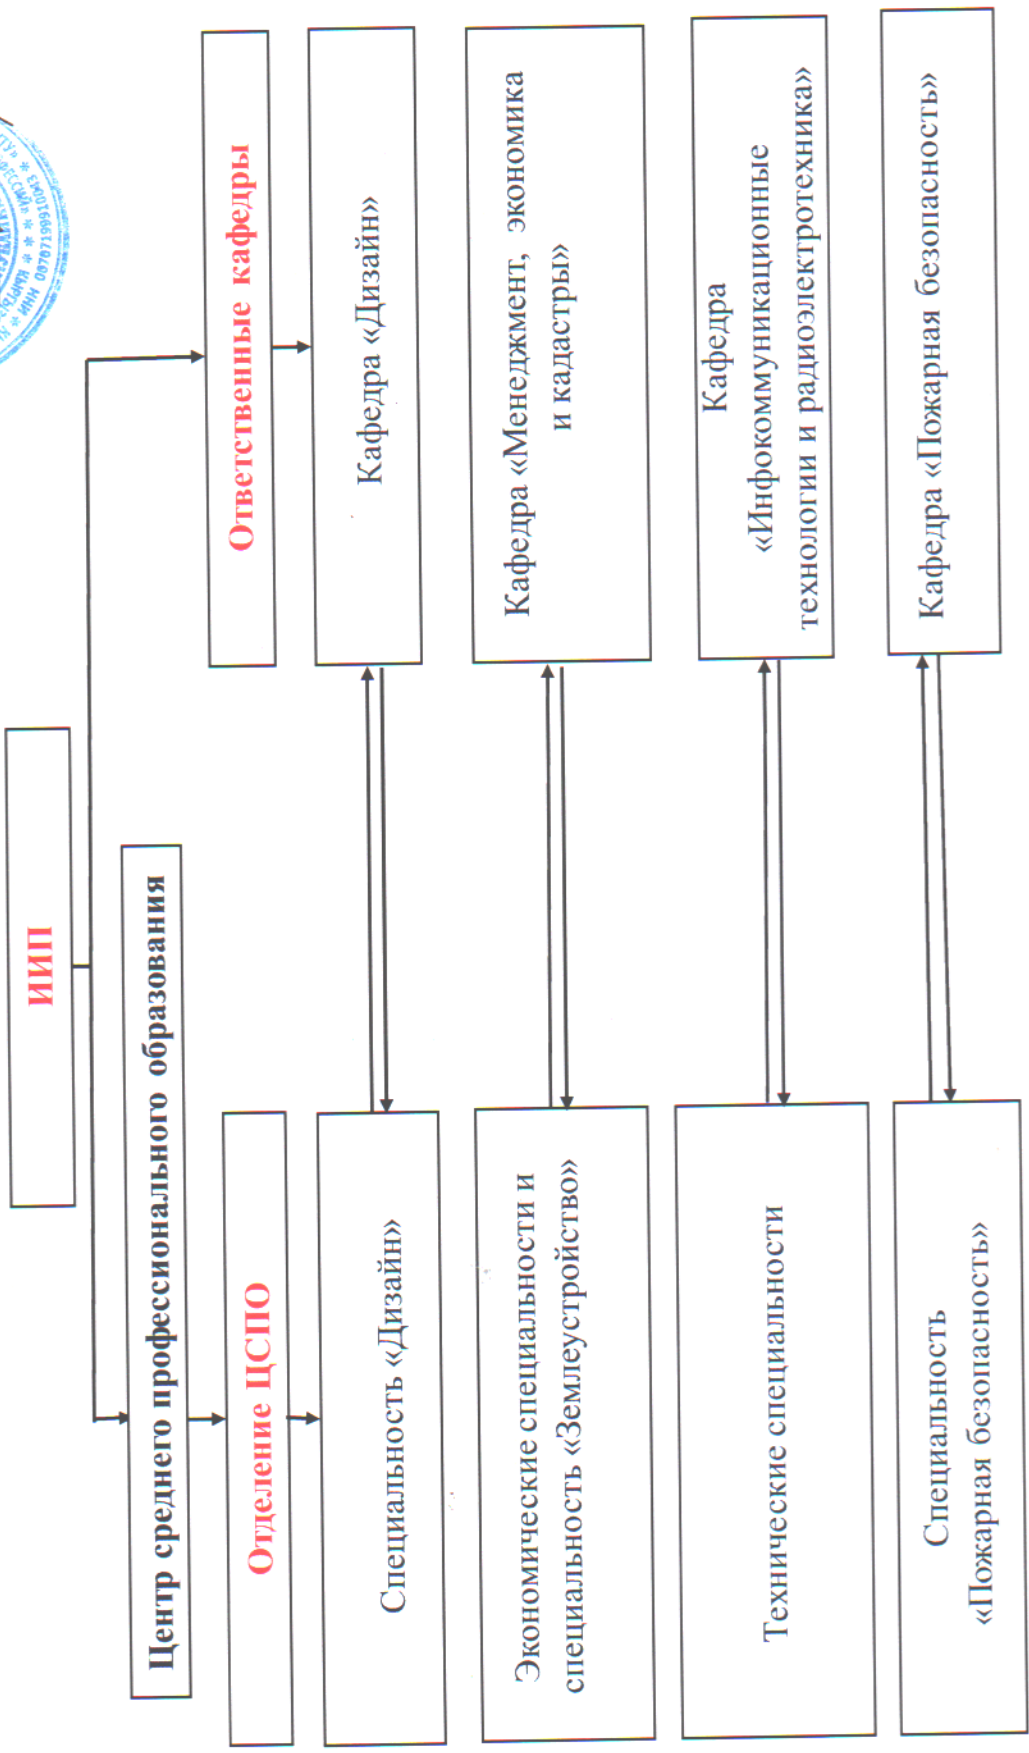 ИИП
Центр среднего профессионального образования
Отделение ЦСПО
Ответственные кафедры
Специальность «Дизайн»
Кафедра «Дизайн»
Экономические специальности и
специальность «Землеустройство»
Кафедра «Менеджмент, экономика
и кадастры»
Технические специальности
Кафедра
«Инфокоммуникационные
технологии и радиоэлектротехника»
Специальность
«Пожарная безопасность»
Кафедра «Пожарная безопасность»